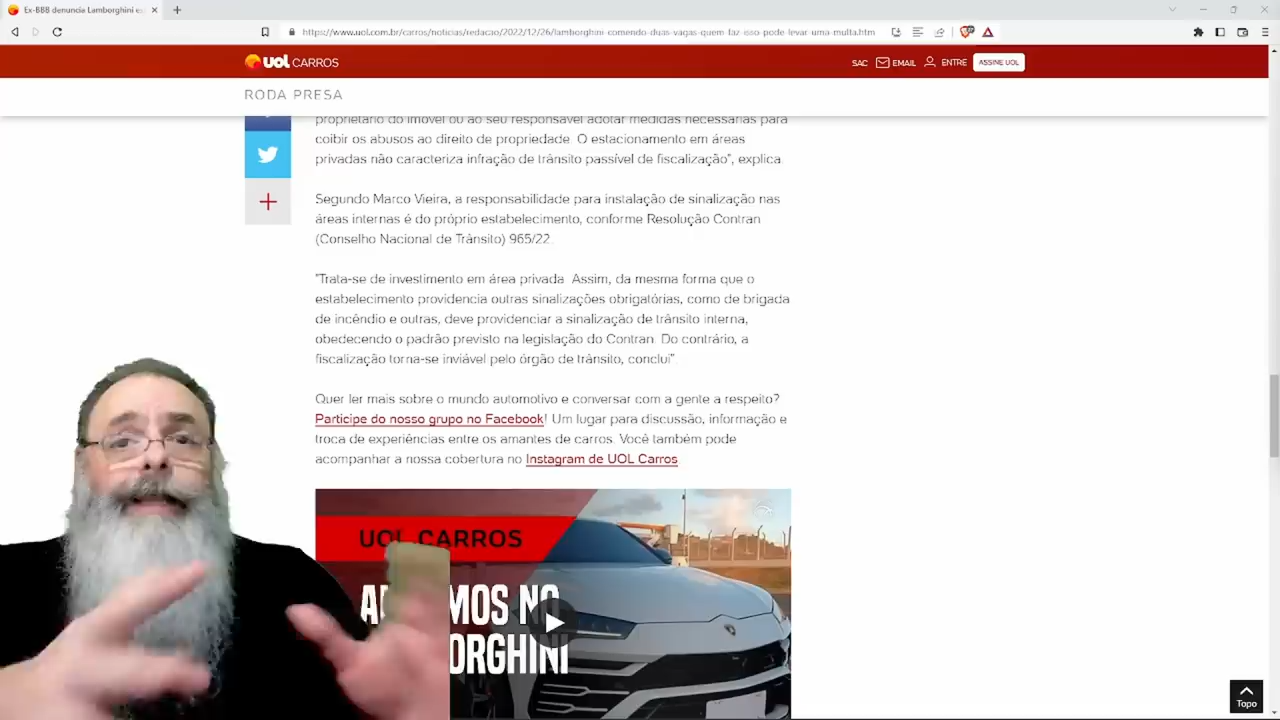 Ex-BBB denuncia Lamborghini es
https://www.uol.com.br/carros/noticias/redacao/2022/12/26/lamborghini-comendo-duas-vagas-quem-faz-isso-pode-levar-uma-multa.htm
UOL CARROS
SAC EMAIL ENTRE ASSINE UOL
RODA PRESA
proprietário do imóvel ou ao seu responsável adotar medidas necessárias para
coibir os abusos ao direito de propriedade. O estacionamento em áreas
privadas não caracteriza infração de trânsito passível de fiscalização", explica.
Segundo Marco Vieira, a responsabilidade para instalação de sinalização nas
áreas internas é do próprio estabelecimento, conforme Resolução Contran
(Conselho Nacional de Trânsito) 965/22.
"Trata-se de investimento em área privada. Assim, da mesma forma que o
estabelecimento providencia outras sinalizações obrigatórias, como de brigada
de incêndio e outras, deve providenciar a sinalização de trânsito interna,
obedecendo o padrão previsto na legislação do Contran. Do contrário, a
fiscalização torna-se inviável pelo órgão de trânsito, conclui".
Quer ler mais sobre o mundo automotivo e conversar com a gente a respeito?
Participe do nosso grupo no Facebook! Um lugar para discussão, informação e
troca de experiências entre os amantes de carros. Você também pode
acompanhar a nossa cobertura no Instagram de UOL Carros.
UOL CARROS
MOS NO
ORGHINI
Topo